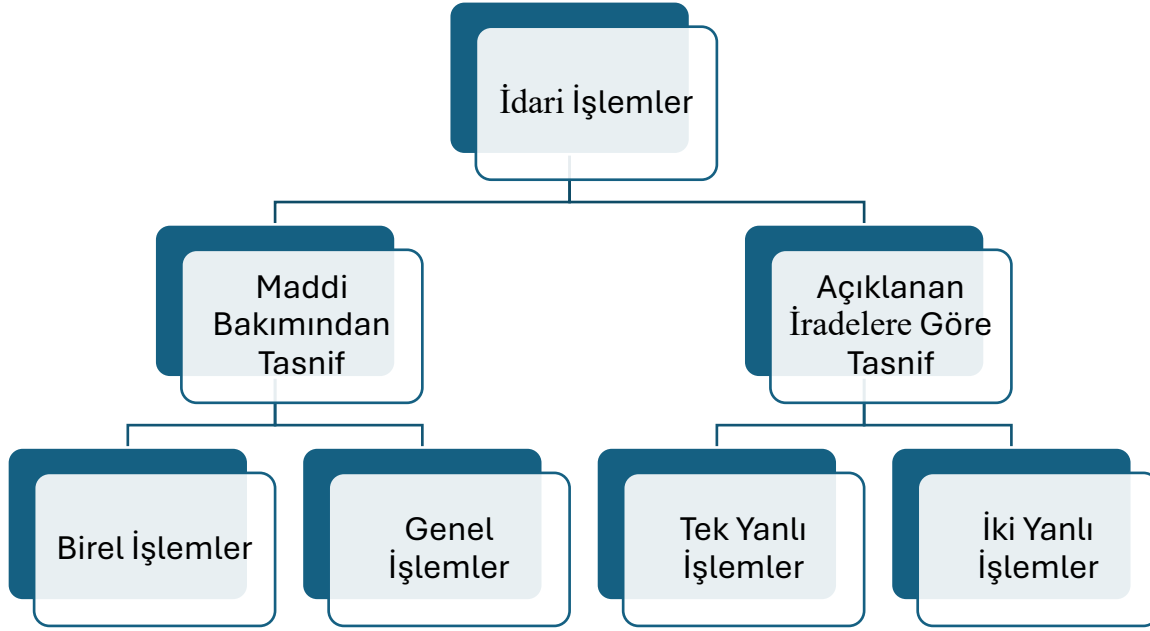 İdari İşlemler
Maddi
Bakımından
Tasnif
Açıklanan
İradelere Göre
Tasnif
Birel İşlemler
Genel
İşlemler
Tek Yanlı
İşlemler
İki Yanlı
İşlemler